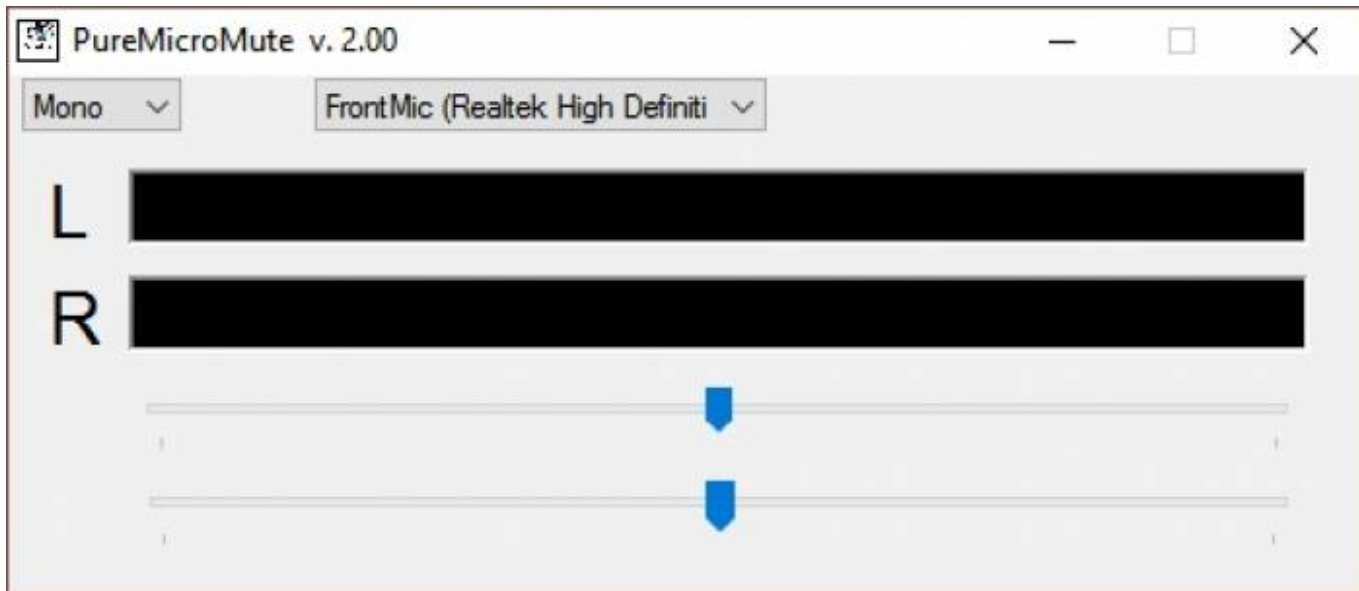 PureMicroMute v. 2.00
Mono FrontMic (Realtek High Definiti
L
R